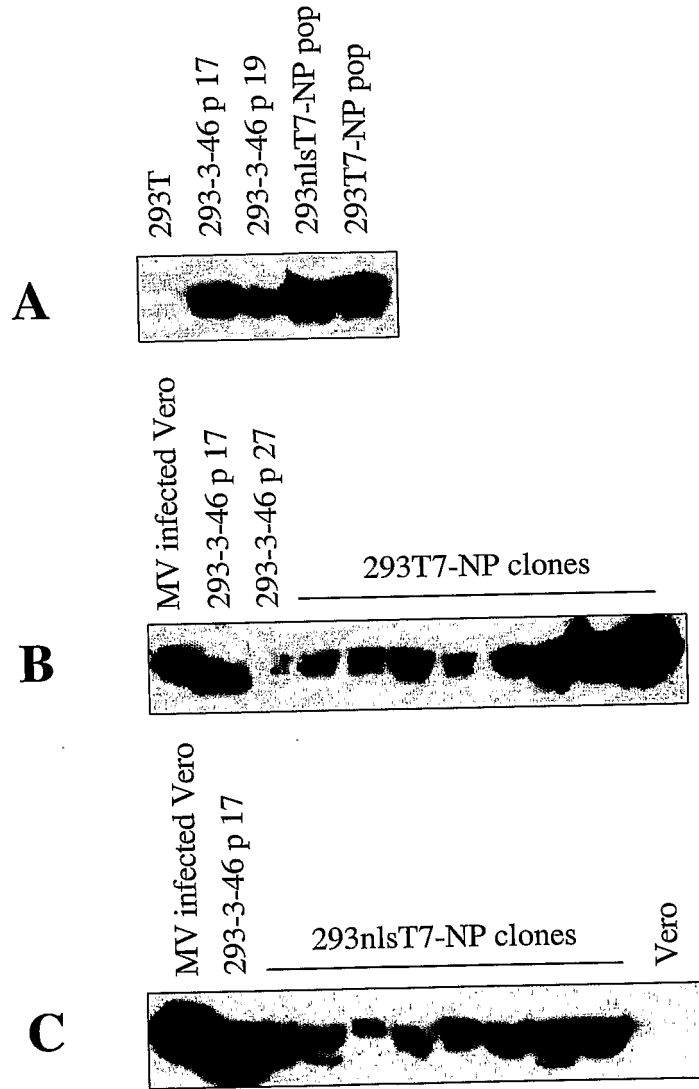 293T
293-3-46 p 17
293-3-46 p 19
293nlsT7-NP pop
293T7-NP pop
A
MV infected Vero
293-3-46 p 17
293-3-46 p 27
293T7-NP clones
B
MV infected Vero
293-3-46 p 17
293nlsT7-NP clones
Vero
C